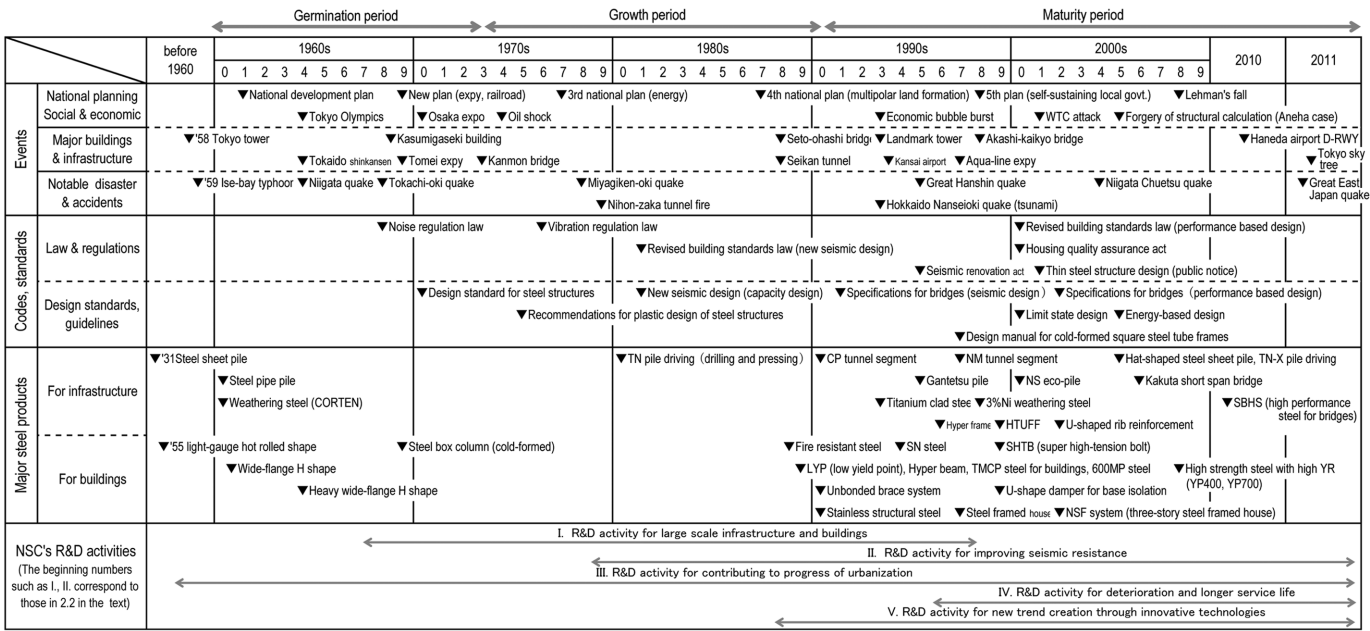 Germination period Growth period Maturity period
before 1960 1960s 1970s 1980s 1990s 2000s 2010 2011
0 1 2 3 4 5 6 7 8 9 0 1 2 3 4 5 6 7 8 9 0 1 2 3 4 5 6 7 8 9 0 1 2 3 4 5 6 7 8 9 0 1 2 3 4 5 6 7 8 9
Events
National planning
Social & economic
▼National development plan ▼New plan (expy, railroad) ▼3rd national plan (energy) ▼4th national plan (multipolar land formation) ▼5th plan (self-sustaining local govt.) ▼Lehman's fall
▼Tokyo Olympics ▼Osaka expo ▼Oil shock ▼Economic bubble burst ▼WTC attack ▼Forgery of structural calculation (Aneha case)
Major buildings
& infrastructure
▼'58 Tokyo tower ▼Kasumigaseki building ▼Seto-ohashi bridg ▼Landmark tower ▼Akashi-kaikyo bridge ▼Haneda airport D-RWY
▼Tokaido shinkansen ▼Tomei expy ▼Kanmon bridge ▼Seikan tunnel ▼Kansai airport ▼Aqua-line expy ▼Tokyo sky
tree
Notable disaster
& accidents
▼'59 Ise-bay typhoor ▼Niigata quake ▼Tokachi-oki quake ▼Miyagiken-oki quake ▼Great Hanshin quake ▼Niigata Chuetsu quake ▼Great East
Japan quake
▼Nihon-zaka tunnel fire ▼Hokkaido Nanseioki quake (tsunami)
Codes, standards
Law & regulations
▼Noise regulation law ▼Vibration regulation law ▼Revised building standards law (performance based design)
▼Revised building standards law (new seismic design) ▼Housing quality assurance act
▼Seismic renovation act ▼Thin steel structure design (public notice)
Design standards,
guidelines
▼Design standard for steel structures ▼New seismic design (capacity design) ▼Specifications for bridges (seismic design ) ▼Specifications for bridges (performance based design)
▼Recommendations for plastic design of steel structures ▼Limit state design ▼Energy-based design
▼Design manual for cold-formed square steel tube frames
Major steel products
For infrastructure
▼'31Steel sheet pile ▼TN pile driving (drilling and pressing) ▼CP tunnel segment ▼NM tunnel segment ▼Hat-shaped steel sheet pile, TN-X pile driving
▼Steel pipe pile ▼Gantetsu pile ▼NS eco-pile ▼Kakuta short span bridge
▼Weathering steel (CORTEN) ▼Titanium clad stee ▼3%Ni weathering steel ▼SBHS (high performance
steel for bridges)
▼Hyper frame ▼HTUFF ▼U-shaped rib reinforcement
For buildings
▼'55 light-gauge hot rolled shape ▼Steel box column (cold-formed) ▼Fire resistant steel ▼SN steel ▼SHTB (super high-tension bolt)
▼Wide-flange H shape ▼LYP (low yield point), Hyper beam, TMCP steel for buildings, 600MP steel ▼High strength steel with high YR
(YP400, YP700)
▼Heavy wide-flange H shape ▼Unbonded brace system ▼U-shape damper for base isolation
▼Stainless structural steel ▼Steel framed house ▼NSF system (three-story steel framed house)
NSC's R&D activities
(The beginning numbers
such as I., II. correspond to
those in 2.2 in the text)
I. R&D activity for large scale infrastructure and buildings
II. R&D activity for improving seismic resistance
III. R&D activity for contributing to progress of urbanization
IV. R&D activity for deterioration and longer service life
V. R&D activity for new trend creation through innovative technologies